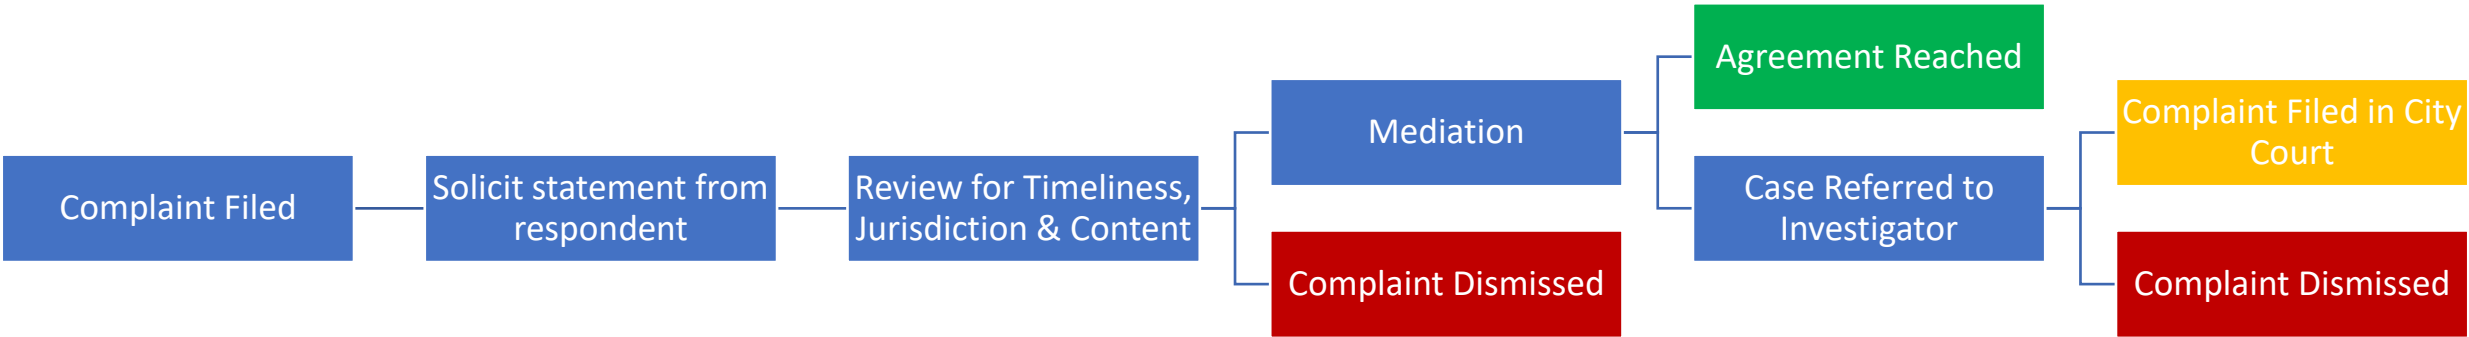 Complaint Filed
Solicit statement from
respondent
Review for Timeliness,
Jurisdiction & Content
Mediation
Complaint Dismissed
Agreement Reached
Case Referred to
Investigator
Complaint Filed in City
Court
Complaint Dismissed